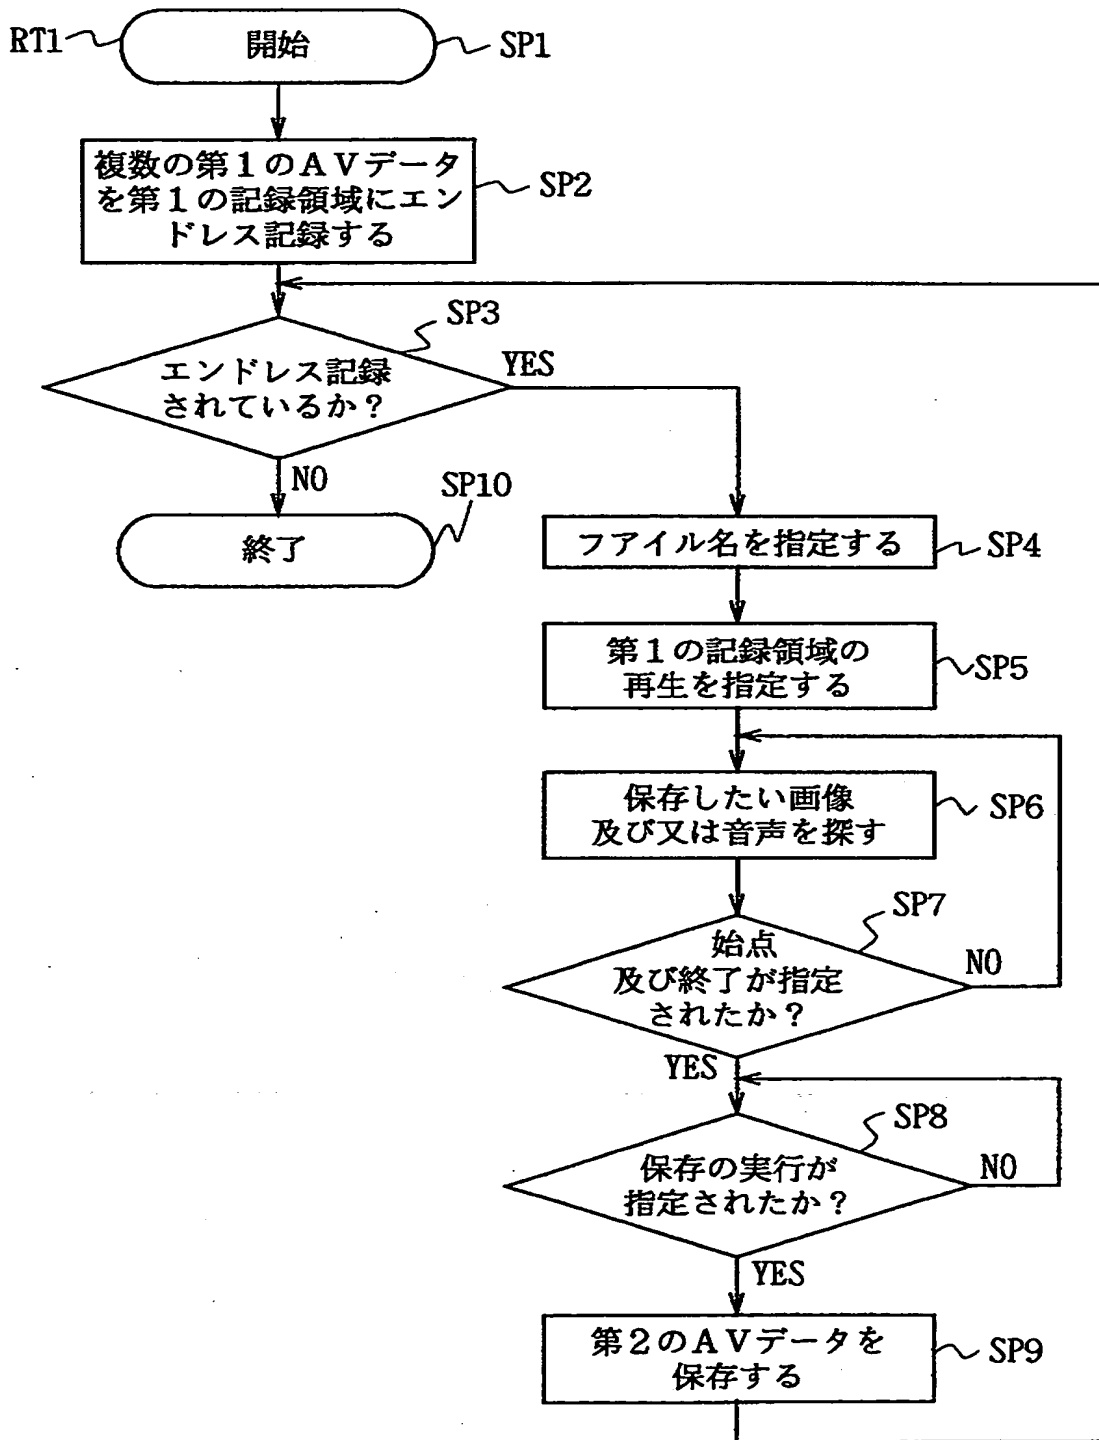 RT1
開始
SP1
複数の第1のAVデータ
を第1の記録領域にエン
ドレス記録する
SP2
SP3
エンドレス記録
されているか?
YES
NO
SP10
終了
フアイル名を指定する
SP4
第1の記録領域の
再生を指定する
SP5
保存したい画像
及び又は音声を探す
SP6
SP7
始点
及び終了が指定
されたか?
NO
YES
SP8
保存の実行が
指定されたか?
NO
YES
第2のAVデータを
保存する
SP9